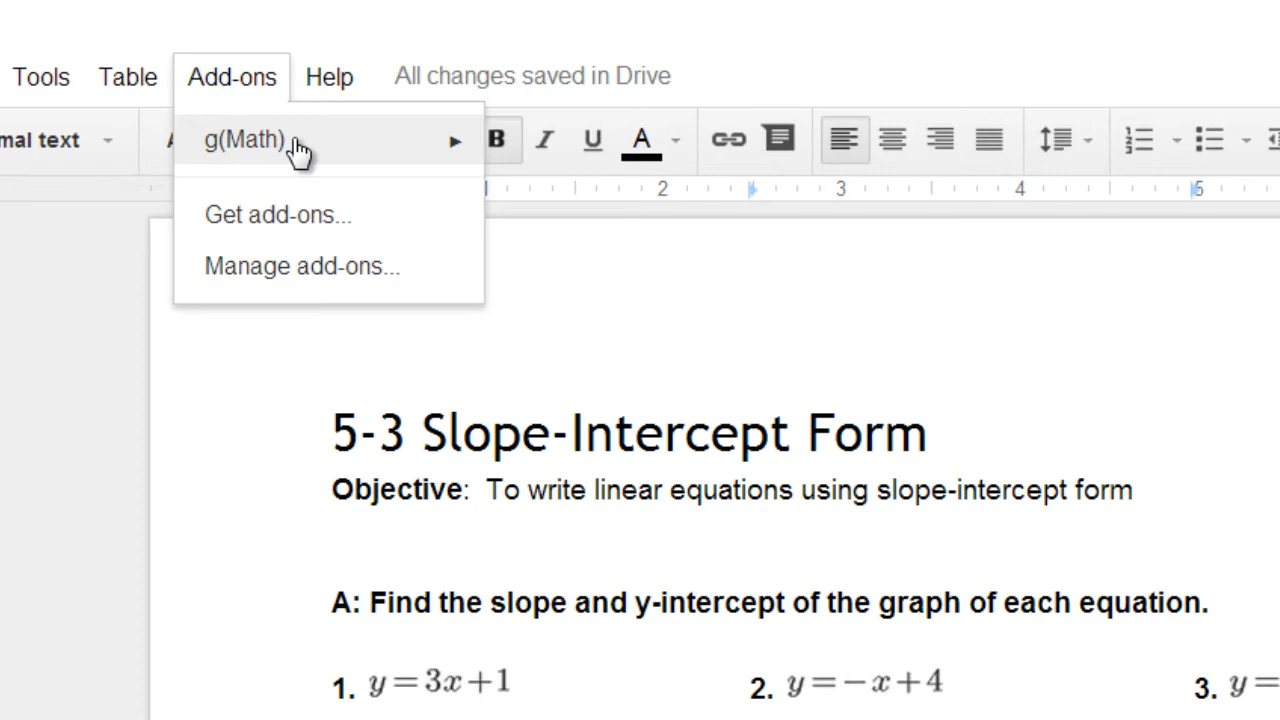 Tools Table Add-ons Help All changes saved in Drive
mal text B I U A
g(Math)
2 3 4 5
Get add-ons...
Manage add-ons...
5-3 Slope-Intercept Form
Objective: To write linear equations using slope-intercept form
A: Find the slope and y-intercept of the graph of each equation.
1. y=3x+1 2. y=−x+4 3. y=